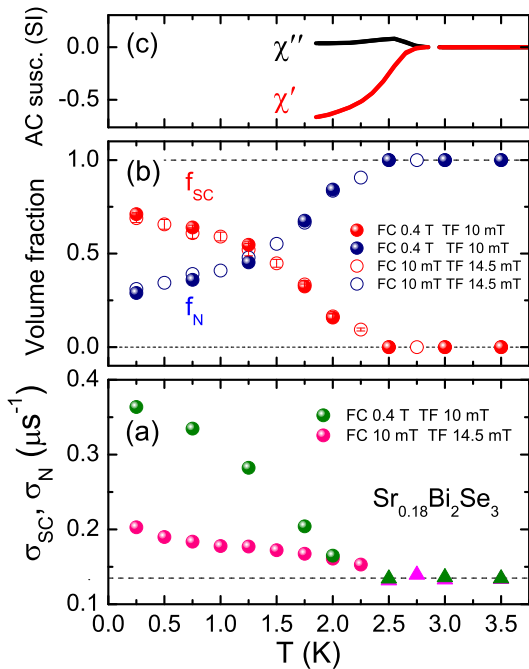 AC susc. (SI)
0.0
-0.5
(c)
χ''
χ'
Volume fraction
1.0
0.5
0.0
(b)
f_SC
f_N
FC 0.4 T TF 10 mT
FC 0.4 T TF 10 mT
FC 10 mT TF 14.5 mT
FC 10 mT TF 14.5 mT
σ_SC, σ_N (μs⁻¹)
0.4
0.3
0.2
0.1
(a)
FC 0.4 T TF 10 mT
FC 10 mT TF 14.5 mT
Sr₀.₁₈Bi₂Se₃
0.0 0.5 1.0 1.5 2.0 2.5 3.0 3.5
T (K)